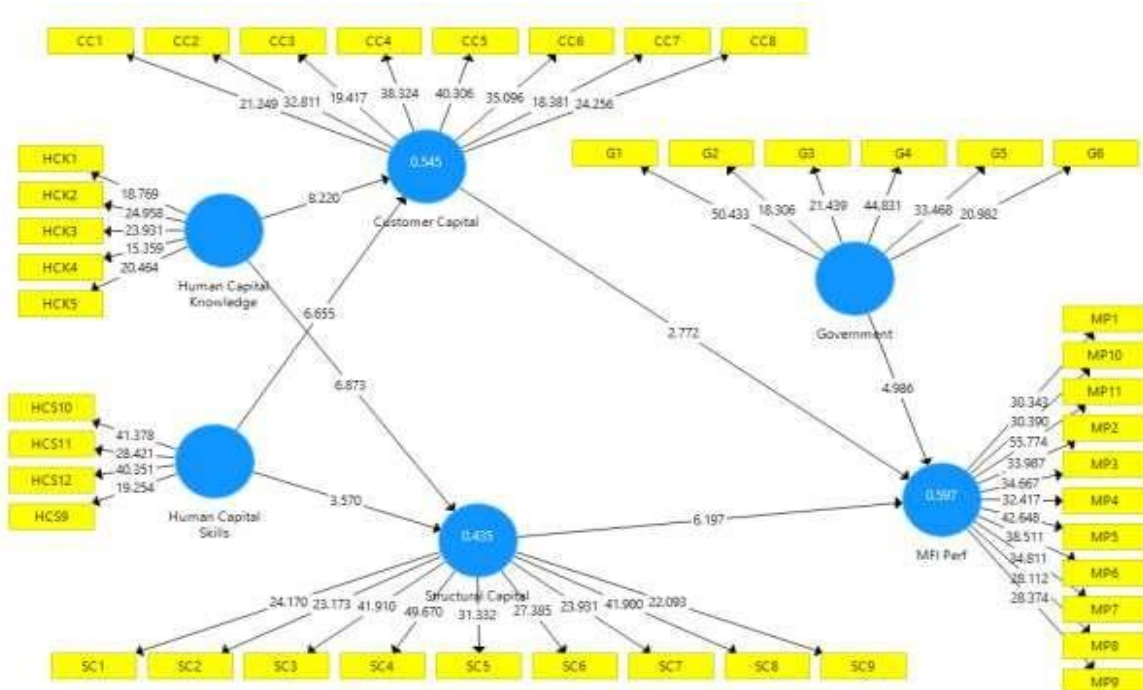 CC1 CC2 CC3 CC4 CC5 CC6 CC7 CC8
21.249 32.811 19.417 38.324 40.306 35.096 18.381 24.256
0.545
Customer Capital
G1 G2 G3 G4 G5 G6
50.433 18.306 21.439 44.831 33.468 20.982
Government
HCK1
HCK2
HCK3
HCK4
HCK5
18.769
24.958
23.931
15.359
20.464
Human Capital
Knowledge
8.220
6.655
6.873
2.772
4.986
HCS10
HCS11
HCS12
HCS9
41.378
28.421
40.351
19.254
Human Capital
Skills
3.570
6.197
0.435
Structural Capital
24.170 23.173 41.910 49.670 31.332 27.385 23.931 41.900 22.093
SC1 SC2 SC3 SC4 SC5 SC6 SC7 SC8 SC9
0.597
MFI Perf
30.343
30.390
55.774
33.987
34.667
32.417
42.648
38.511
34.811
28.112
28.374
MP1
MP10
MP11
MP2
MP3
MP4
MP5
MP6
MP7
MP8
MP9